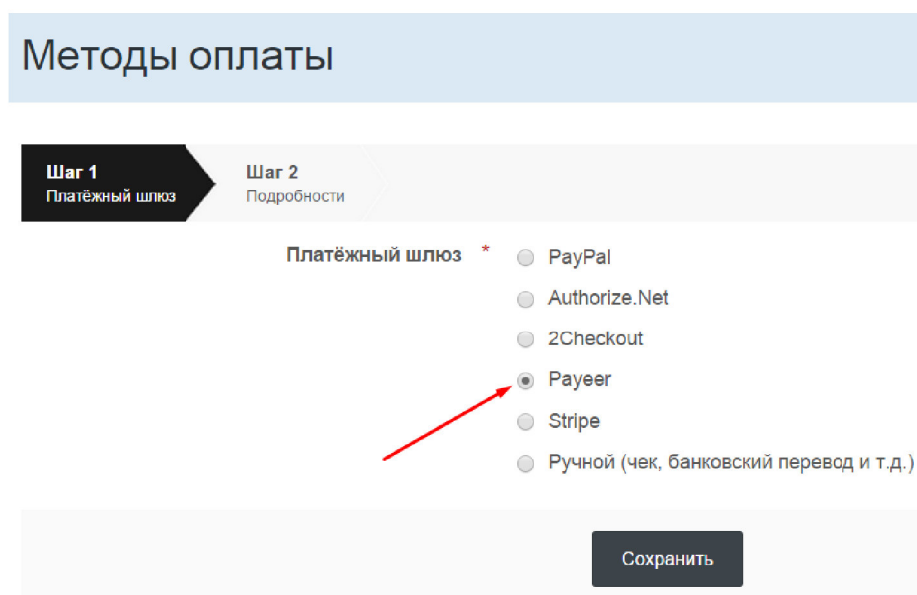 Методы оплаты
Шаг 1
Платёжный шлюз
Шаг 2
Подробности
Платёжный шлюз *
PayPal
Authorize.Net
2Checkout
Payeer
Stripe
Ручной (чек, банковский перевод и т.д.)
Сохранить